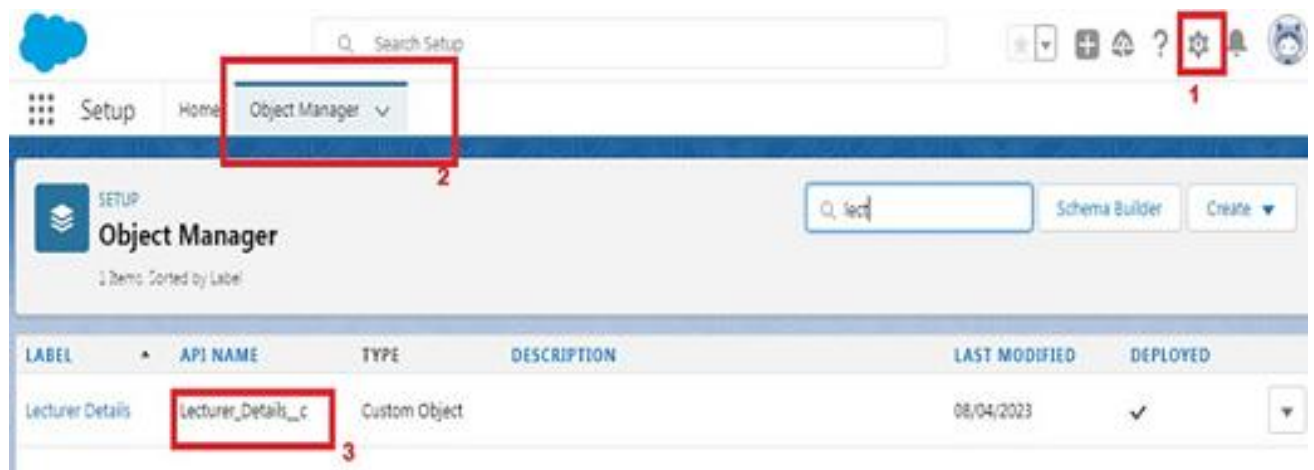 Search Setup
?
1
Setup Home Object Manager
2
SETUP
Object Manager
Sorted by Label
lect
Schema Builder
Create
LABEL API NAME TYPE DESCRIPTION LAST MODIFIED DEPLOYED
Lecturer Details Lecturer_Details__c Custom Object 08/04/2023
3